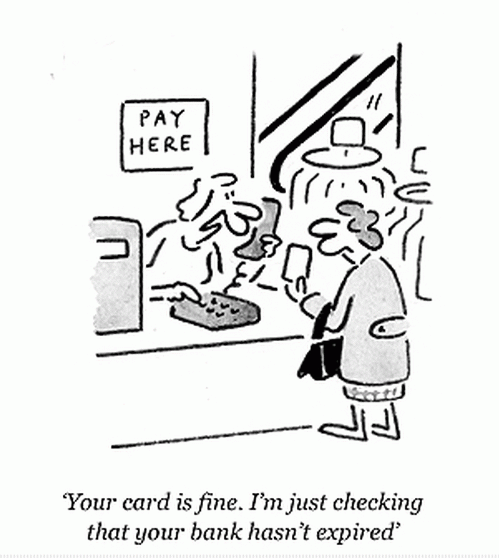 PAY
HERE
‘Your card is fine. I’m just checking
that your bank hasn’t expired’